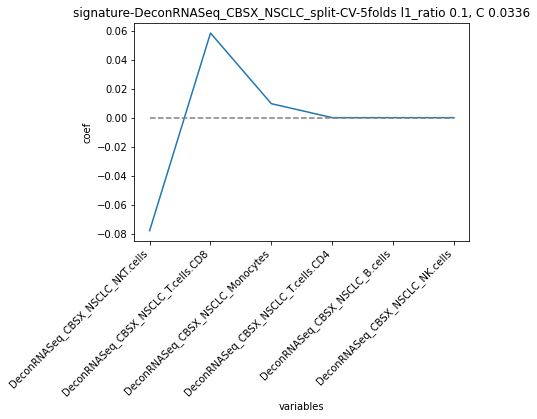 signature-DeconRNASeq_CBSX_NSCLC_split-CV-5folds l1_ratio 0.1, C 0.0336
0.06
0.04
0.02
0.00
−0.02
−0.04
−0.06
−0.08
coef
DeconRNASeq_CBSX_NSCLC_NKT.cells
DeconRNASeq_CBSX_NSCLC_T.cells.CD8
DeconRNASeq_CBSX_NSCLC_Monocytes
DeconRNASeq_CBSX_NSCLC_T.cells.CD4
DeconRNASeq_CBSX_NSCLC_B.cells
DeconRNASeq_CBSX_NSCLC_NK.cells
variables